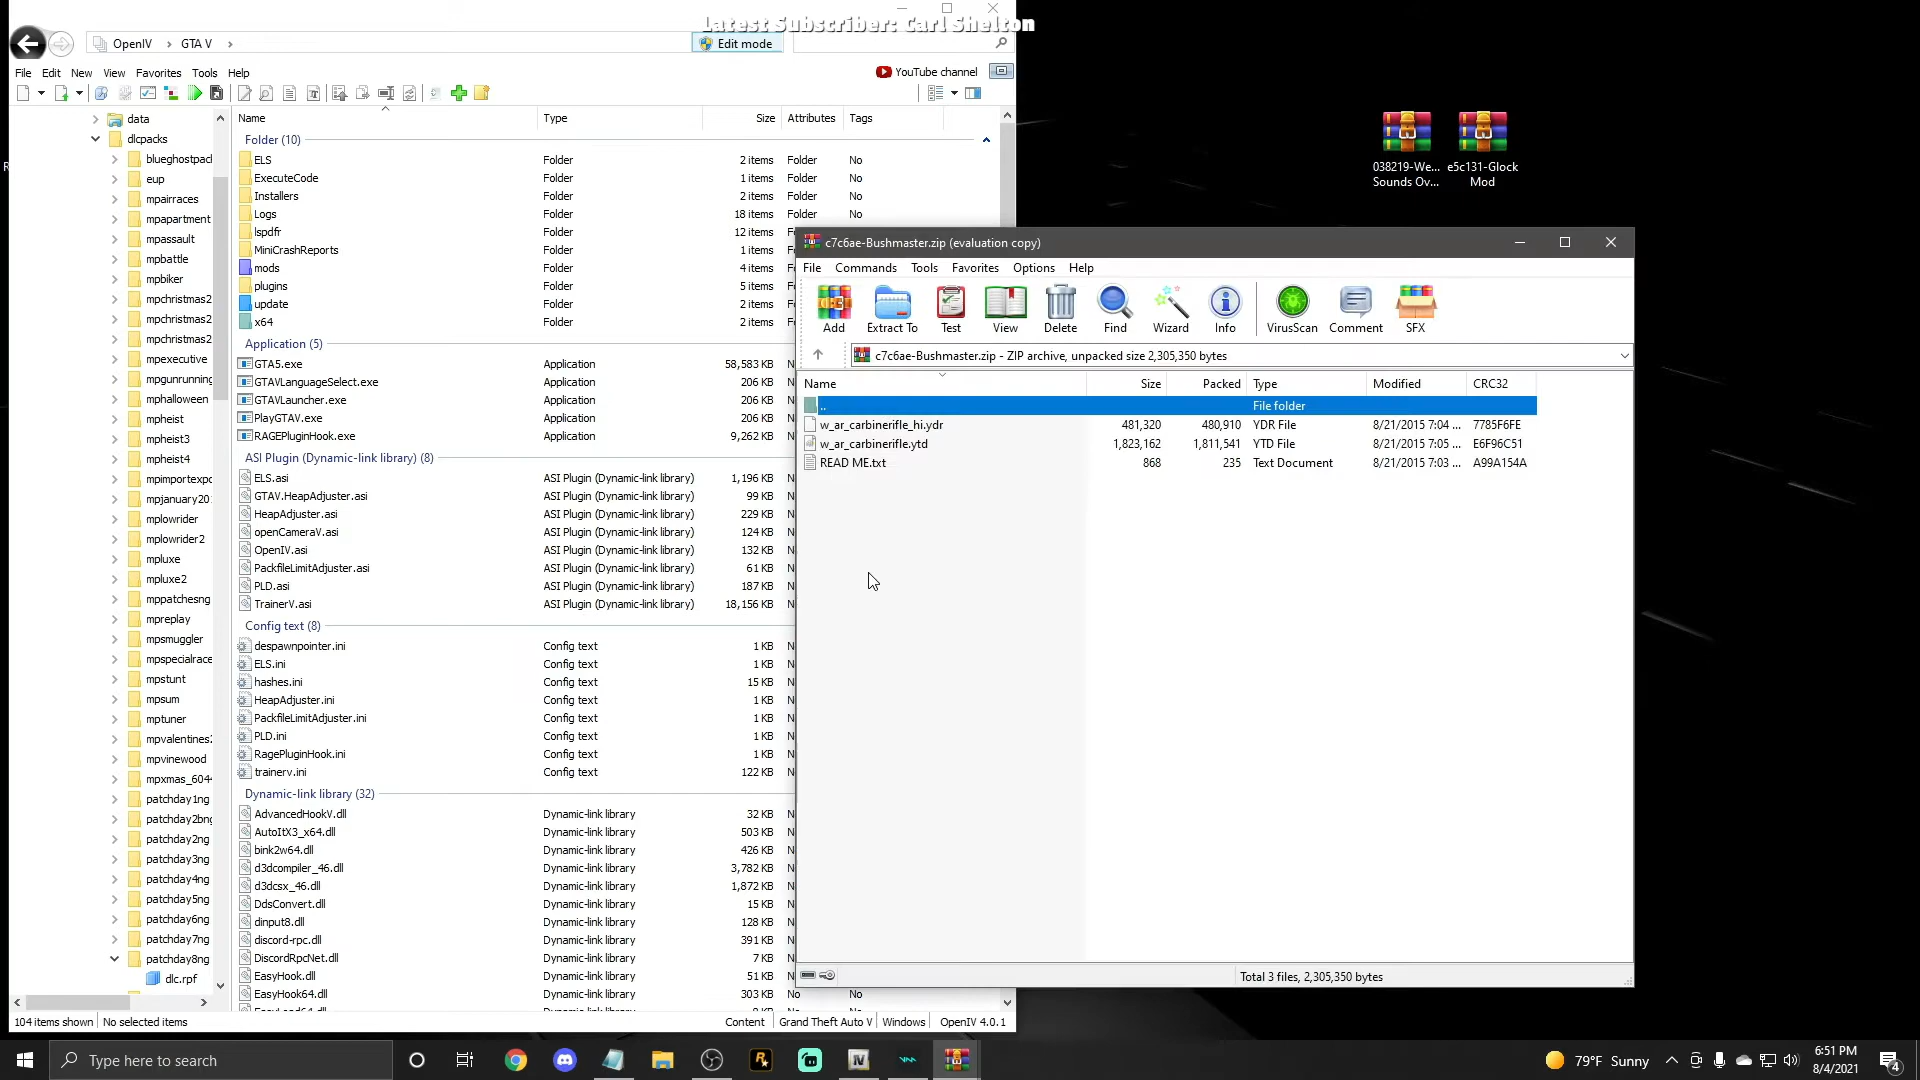 Latest Subscriber: Carl Shelton
OpenIV
GTA V
Edit mode
File Edit New View Favorites Tools Help
YouTube channel
data
dlcpacks
blueghostpacl
eup
mpairraces
mpapartment
mpassault
mpbattle
mpbiker
mpchristmas2
mpchristmas2
mpchristmas2
mpexecutive
mpgunrunning
mphalloween
mpheist
mpheist3
mpheist4
mpimportexpo
mpjanuary20
mplowrider
mplowrider2
mpluxe
mpluxe2
mppatchesng
mpreplay
mpsmuggler
mpspecialrace
mpstunt
mpsum
mptuner
mpvalentines2
mpvinewood
mpxmas_604
patchday1ng
patchday2bng
patchday2ng
patchday3ng
patchday4ng
patchday5ng
patchday6ng
patchday7ng
patchday8ng
dlc.rpf
Name Type Size Attributes Tags
Folder (10)
ELS Folder 2 items Folder No
ExecuteCode Folder 1 items Folder No
Installers Folder 2 items Folder No
Logs Folder 18 items Folder No
lspdfr Folder 12 items Folder
MiniCrashReports Folder 1 items
mods Folder 4 items
plugins Folder 5 items
update Folder 2 items
x64 Folder 2 items
Application (5)
GTA5.exe Application 58,583 KB
GTAVLanguageSelect.exe Application 206 KB
GTAVLauncher.exe Application 206 KB
PlayGTAV.exe Application 206 KB
RAGEPluginHook.exe Application 9,262 KB
ASI Plugin (Dynamic-link library) (8)
ELS.asi ASI Plugin (Dynamic-link library) 1,196 KB
GTAV.HeapAdjuster.asi ASI Plugin (Dynamic-link library) 99 KB
HeapAdjuster.asi ASI Plugin (Dynamic-link library) 229 KB
openCameraV.asi ASI Plugin (Dynamic-link library) 124 KB
OpenIV.asi ASI Plugin (Dynamic-link library) 132 KB
PackfileLimitAdjuster.asi ASI Plugin (Dynamic-link library) 61 KB
PLD.asi ASI Plugin (Dynamic-link library) 187 KB
TrainerV.asi ASI Plugin (Dynamic-link library) 18,156 KB
Config text (8)
despawnpointer.ini Config text 1 KB
ELS.ini Config text 1 KB
hashes.ini Config text 15 KB
HeapAdjuster.ini Config text 1 KB
PackfileLimitAdjuster.ini Config text 1 KB
PLD.ini Config text 1 KB
RagePluginHook.ini Config text 1 KB
trainerv.ini Config text 122 KB
Dynamic-link library (32)
AdvancedHookV.dll Dynamic-link library 32 KB
AutoItX3_x64.dll Dynamic-link library 503 KB
bink2w64.dll Dynamic-link library 426 KB
d3dcompiler_46.dll Dynamic-link library 3,782 KB
d3dcsx_46.dll Dynamic-link library 1,872 KB
DdsConvert.dll Dynamic-link library 15 KB
dinput8.dll Dynamic-link library 128 KB
discord-rpc.dll Dynamic-link library 391 KB
DiscordRpcNet.dll Dynamic-link library 7 KB
EasyHook.dll Dynamic-link library 51 KB
EasyHook64.dll Dynamic-link library 303 KB No No
104 items shown No selected items Content Grand Theft Auto V Windows OpenIV 4.0.1
038219-We... Sounds Ov...
e5c131-Glock Mod
c7c6ae-Bushmaster.zip (evaluation copy)
File Commands Tools Favorites Options Help
Add Extract To Test View Delete Find Wizard Info VirusScan Comment SFX
c7c6ae-Bushmaster.zip - ZIP archive, unpacked size 2,305,350 bytes
Name Size Packed Type Modified CRC32
.. File folder
w_ar_carbinerifle_hi.ydr 481,320 480,910 YDR File 8/21/2015 7:04 ... 7785F6FE
w_ar_carbinerifle.ytd 1,823,162 1,811,541 YTD File 8/21/2015 7:05 ... E6F96C51
READ ME.txt 868 235 Text Document 8/21/2015 7:03 ... A99A154A
Total 3 files, 2,305,350 bytes
Type here to search
79°F Sunny
6:51 PM
8/4/2021
4